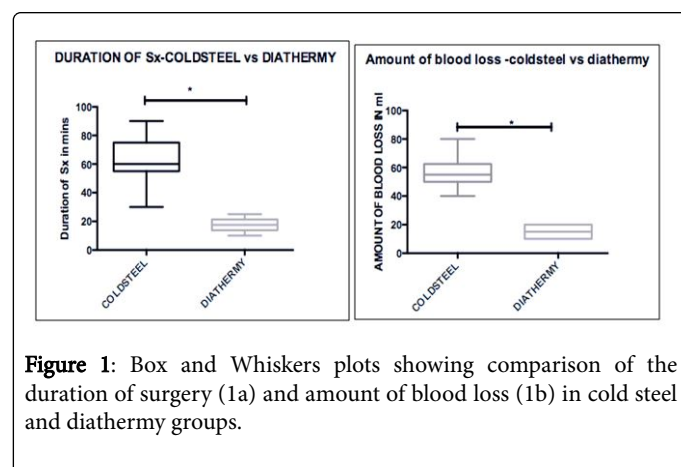 DURATION OF Sx-COLDSTEEL vs DIATHERMY
*
Duration of Sx in mins
100
80
60
40
20
0
COLDSTEEL
DIATHERMY
Amount of blood loss -coldsteel vs diathermy
*
AMOUNT OF BLOOD LOSS IN ml
100
80
60
40
20
0
COLDSTEEL
DIATHERMY
Figure 1: Box and Whiskers plots showing comparison of the
duration of surgery (1a) and amount of blood loss (1b) in cold steel
and diathermy groups.